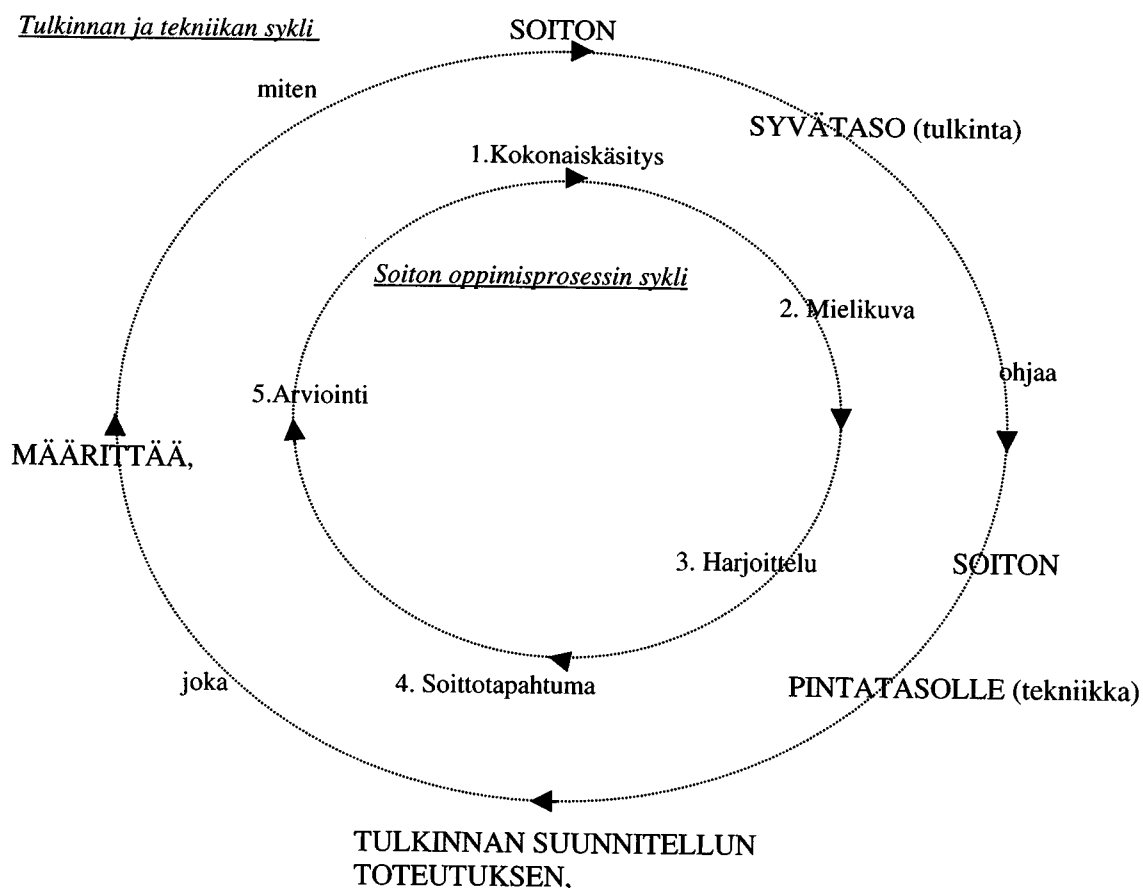 Tulkinnan ja tekniikan sykli
SOITON
miten
SYVÄTASO (tulkinta)
1.Kokonaiskäsitys
Soiton oppimisprosessin sykli
2. Mielikuva
ohjaa
5.Arviointi
MÄÄRITTÄÄ,
3. Harjoittelu
SOITON
joka
4. Soittotapahtuma
PINTATASOLLE (tekniikka)
TULKINNAN SUUNNITELLUN
TOTEUTUKSEN,